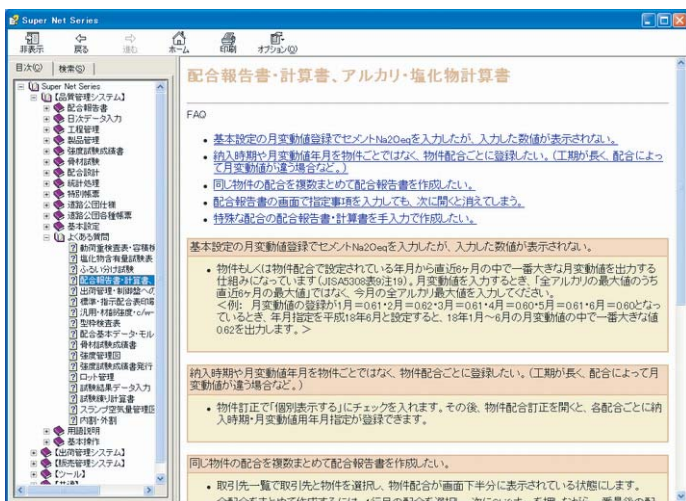 Super Net Series
非表示 戻る 進む ホーム 印刷 オプション(O)
目次(C) 検索(S)
Super Net Series
【品質管理システム】
配合報告書
日次データ入力
工程管理
製品管理
強度試験成績書
骨材試験
配合設計
統計処理
特別帳票
道路公団仕様
道路公団各種帳票
基本設定
よくある質問
動荷重検査表・容積検
塩化物含有量試験表
ふるい分け試験
配合報告書・計算書、
出荷管理・制御盤への
標準・指示配合表印刷
汎用・材齢強度・c/w-
型枠検査表
配合基本データ・モル
骨材試験成績書
強度管理図
強度試験成績書発行
ロット管理
試験結果データ入力
試験練り計算書
スランプ空気量管理図
内割・外割
用語説明
基本操作
【出荷管理システム】
【販売管理システム】
【ツール】
配合報告書・計算書、アルカリ・塩化物計算書
FAQ
基本設定の月変動値登録でセメントNa2Oeqを入力したが、入力した数値が表示されない。
納入時期や月変動値年月を物件ごとではなく、物件配合ごとに登録したい。（工期が長く、配合によっ
て月変動値が違う場合など。）
同じ物件の配合を複数まとめて配合報告書を作成したい。
配合報告書の画面で指定事項を入力しても、次に開くと消えてしまう。
特殊な配合の配合報告書・計算書を手入力で作成したい。
基本設定の月変動値登録でセメントNa2Oeqを入力したが、入力した数値が表示されない。
物件もしくは物件配合で設定されている年月から直近6ヶ月の中で一番大きな月変動値を出力する
仕組みになっています（JISA5308表9注19）。月変動値を入力するとき、「全アルカリの最大値のうち
直近6ヶ月の最大値」ではなく、今月の全アルカリ最大値を入力してください。
＜例: 月変動値の登録が1月＝0.61・2月＝0.62・3月＝0.61・4月＝0.60・5月＝0.61・6月＝0.60となっ
ているとき、年月指定を平成18年6月と設定すると、18年1月～6月の月変動値の中で一番大きな値
0.62を出力します。＞
納入時期や月変動値年月を物件ごとではなく、物件配合ごとに登録したい。（工期が長く、配合によって月
変動値が違う場合など。）
物件訂正で「個別表示する」にチェックを入れます。その後、物件配合訂正を開くと、各配合ごとに納
入時期・月変動値用年月指定が登録できます。
同じ物件の配合を複数まとめて配合報告書を作成したい。
取引先一覧で取引先と物件を選択し、物件配合が画面下半分に表示されている状態にします。